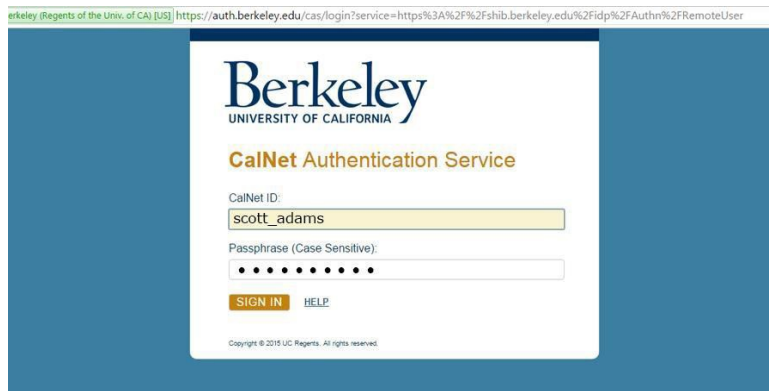 erkeley (Regents of the Univ. of CA) [US] https://auth.berkeley.edu/cas/login?service=https%3A%2F%2Fshib.berkeley.edu%2Fidp%2FAuthn%2FRemoteUser
Berkeley
UNIVERSITY OF CALIFORNIA
CalNet Authentication Service
CalNet ID:
scott_adams
Passphrase (Case Sensitive):
••••••••••
SIGN IN HELP
Copyright © 2015 UC Regents. All rights reserved.